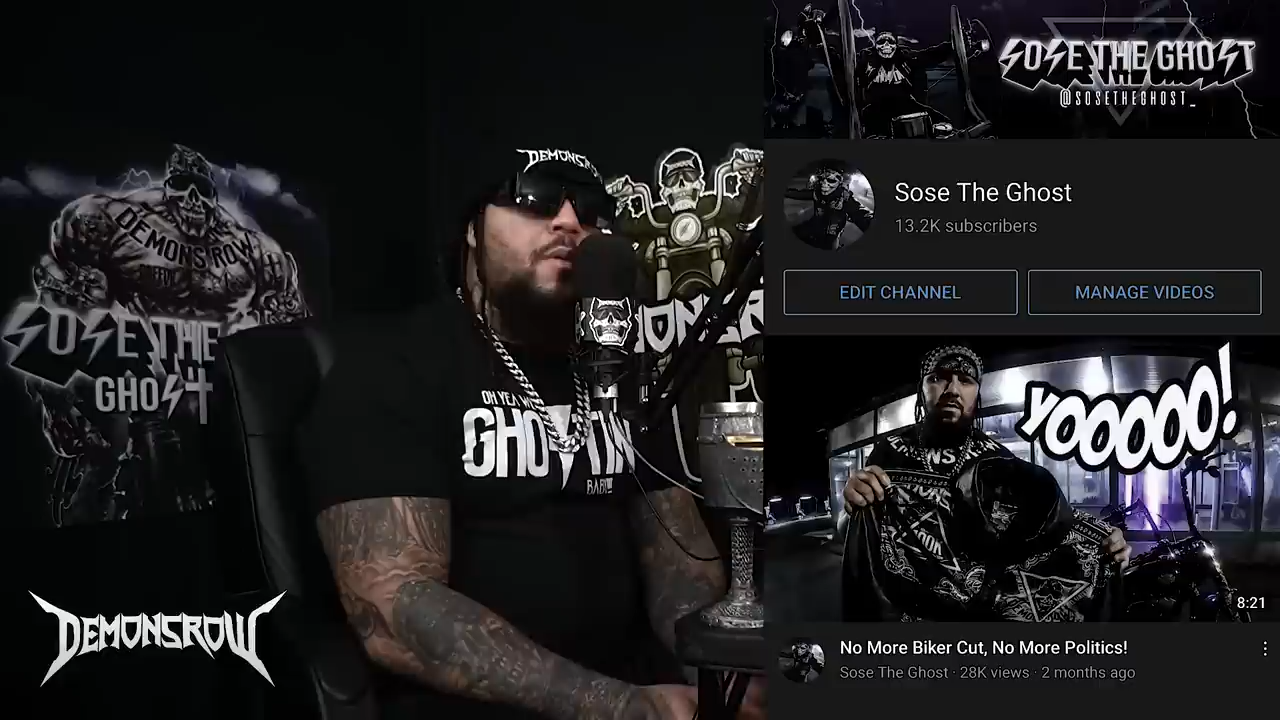 DEMONSROW
SOSE THE
GHOST
DEMONSROW
DEMONSROW
GHOSTIN
BABY
DEMONSROW
SOSE THE GHOST
@SOSETHEGHOST_
Sose The Ghost
13.2K subscribers
EDIT CHANNEL
MANAGE VIDEOS
YOOOOO!
8:21
No More Biker Cut, No More Politics!
Sose The Ghost · 28K views · 2 months ago